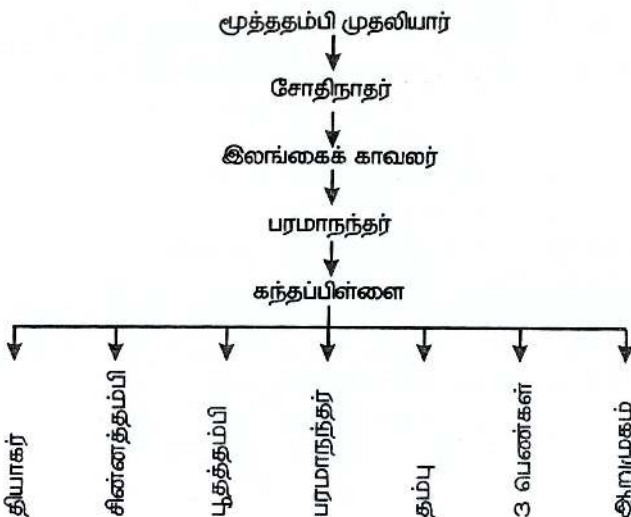 மூத்ததம்பி முதலியார்
சோதிநாதர்
இலங்கைக் காவலர்
பரமாநந்தர்
கந்தப்பிள்ளை
தியாகர்
சின்னத்தம்பி
பூதத்தம்பி
பரமாநந்தர்
தம்பு
3 பெண்கள்
ஆறுமுகம்